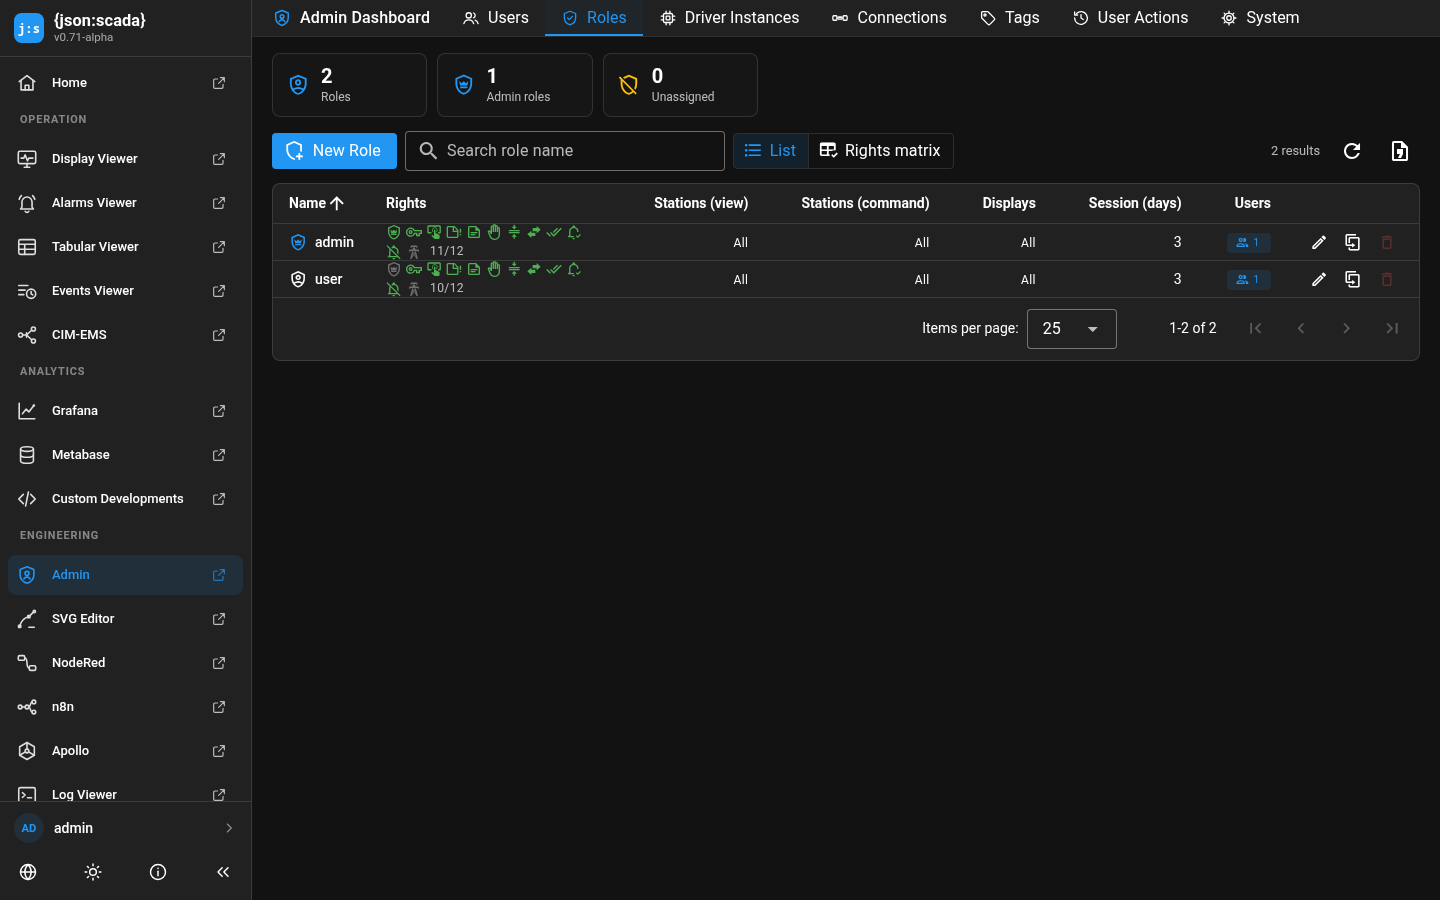 j:s
{json:scada}
v0.71-alpha
Home
OPERATION
Display Viewer
Alarms Viewer
Tabular Viewer
Events Viewer
CIM-EMS
ANALYTICS
Grafana
Metabase
Custom Developments
ENGINEERING
Admin
SVG Editor
NodeRed
n8n
Apollo
Log Viewer
AD admin
Admin Dashboard Users Roles Driver Instances Connections Tags User Actions System
2
Roles
1
Admin roles
0
Unassigned
New Role Search role name List Rights matrix 2 results
Name Rights Stations (view) Stations (command) Displays Session (days) Users
admin 11/12 All All All 3 1
user 10/12 All All All 3 1
Items per page: 25 1-2 of 2